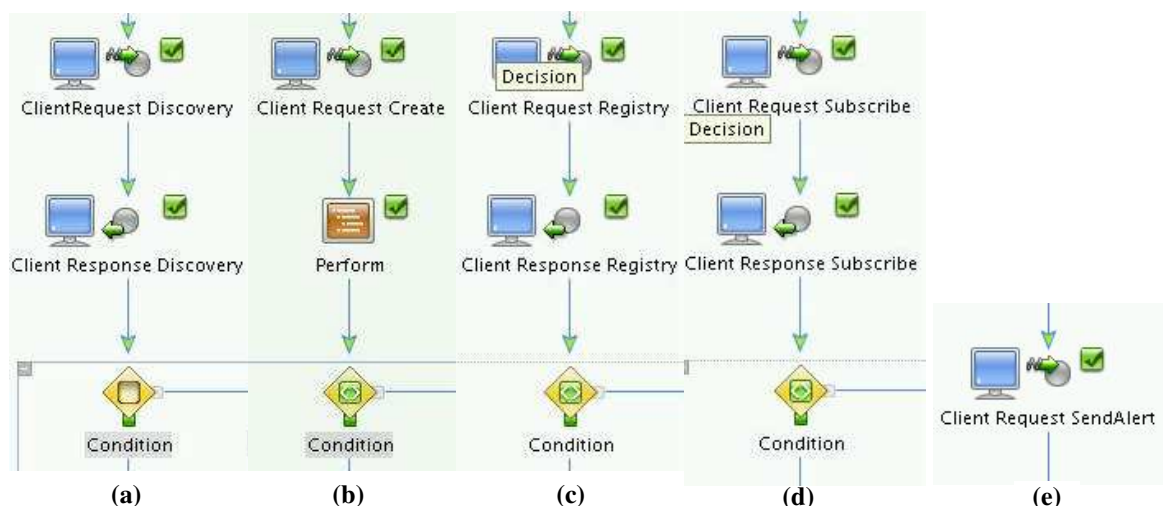 ClientRequest Discovery
Client Response Discovery
Condition
(a)
Client Request Create
Perform
Condition
(b)
Decision
Client Request Registry
Client Response Registry
Condition
(c)
Client Request Subscribe
Decision
Client Response Subscribe
Condition
(d)
Client Request SendAlert
(e)